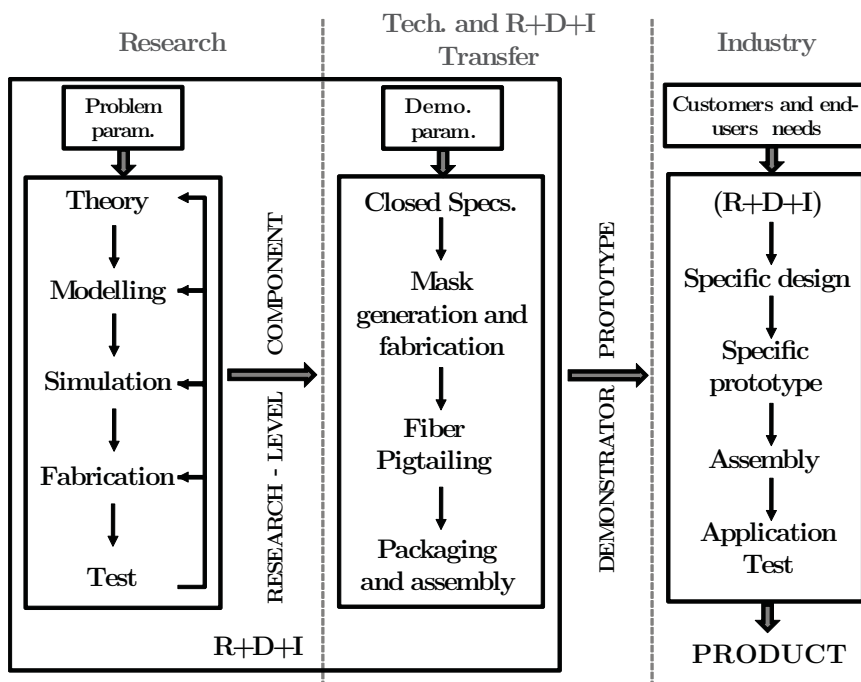 Research
Tech. and R+D+I
Transfer
Industry
Problem
param.
Theory
Modelling
Simulation
Fabrication
Test
R+D+I
RESEARCH - LEVEL COMPONENT
Demo.
param.
Closed Specs.
Mask
generation and
fabrication
Fiber
Pigtailing
Packaging
and assembly
DEMONSTRATOR PROTOTYPE
Customers and end-
users needs
(R+D+I)
Specific design
Specific
prototype
Assembly
Application
Test
PRODUCT